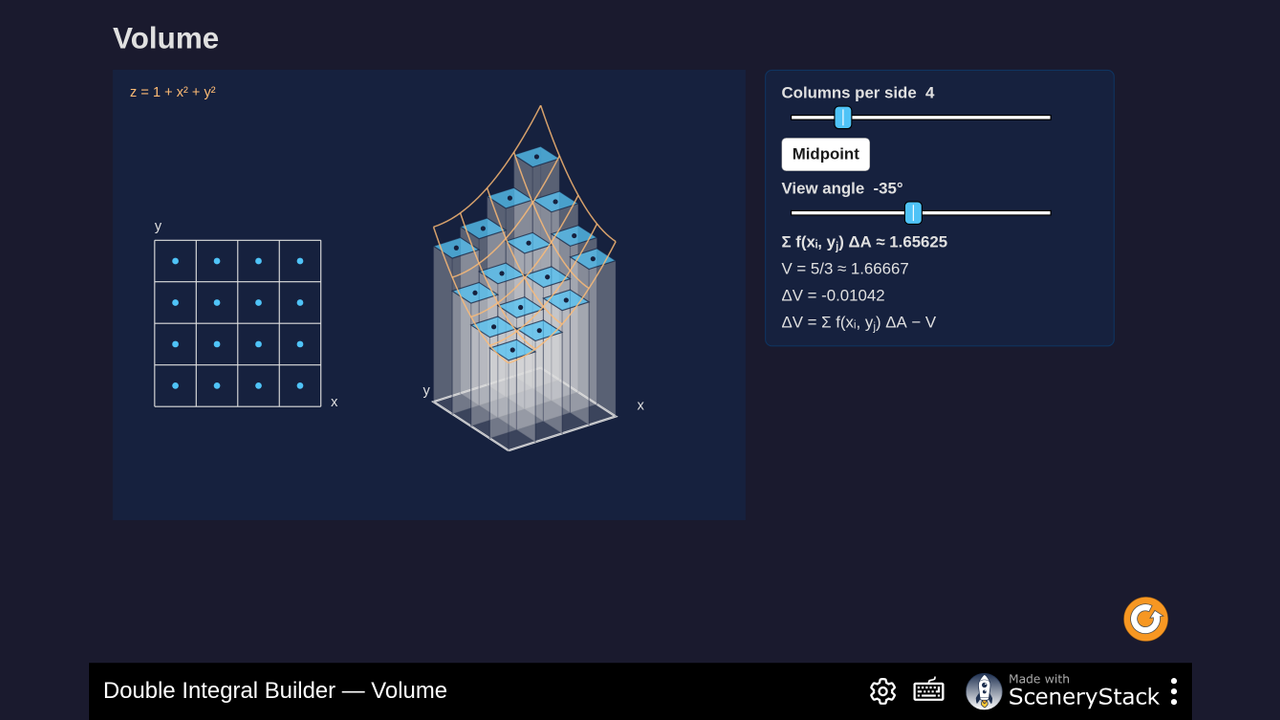 Volume
z = 1 + x² + y²
y
x
y
x
Columns per side 4
Midpoint
View angle -35°
Σ f(xᵢ, yⱼ) ΔA ≈ 1.65625
V = 5/3 ≈ 1.66667
ΔV = -0.01042
ΔV = Σ f(xᵢ, yⱼ) ΔA − V
Double Integral Builder — Volume
Made with
SceneryStack